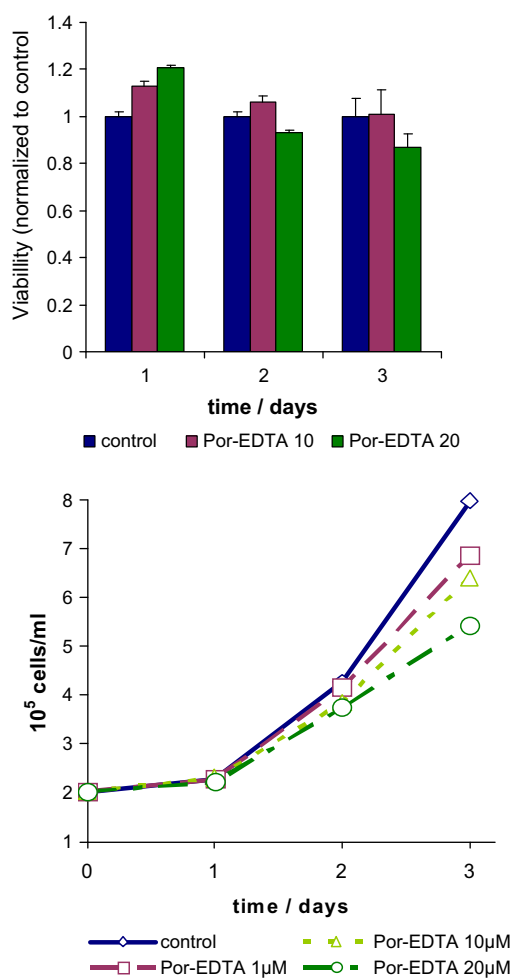 Viabillity (normalized to control
1.4
1.2
1
0.8
0.6
0.4
0.2
0
1 2 3
time / days
control Por-EDTA 10 Por-EDTA 20
10⁵ cells/ml
8
7
6
5
4
3
2
1
0 1 2 3
time / days
control Por-EDTA 10µM
Por-EDTA 1µM Por-EDTA 20µM